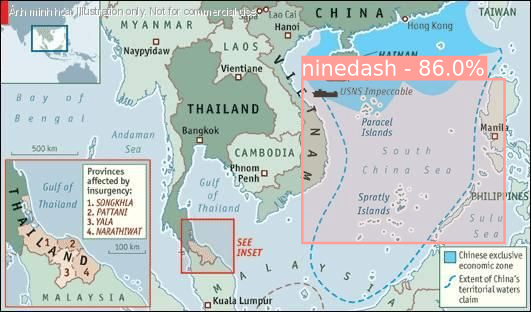 Ảnh minh họa, Illustration only. Not for commercial use
MYANMAR
Naypyidaw
Sapa
Lao Cai
Hanoi
CHINA
Hong Kong
TAIWAN
LAOS
Vientiane
HAINAN
ninedash - 86.0%
USNS Impeccable
VIETNAM
THAILAND
Bangkok
Bay of Bengal
Andaman Sea
Paracel Islands
South China Sea
Manila
CAMBODIA
Phnom Penh
500 km
Gulf of Thailand
Spratly Islands
PHILIPPINES
Sulu Sea
Provinces affected by insurgency:
1. SONGKHLA
2. PATTANI
3. YALA
4. NARATHIWAT
Gulf of Thailand
THAILAND
1
2
3
4
100 km
MALAYSIA
SEE INSET
MALAYSIA
Kuala Lumpur
Chinese exclusive economic zone
Extent of China's territorial waters claim